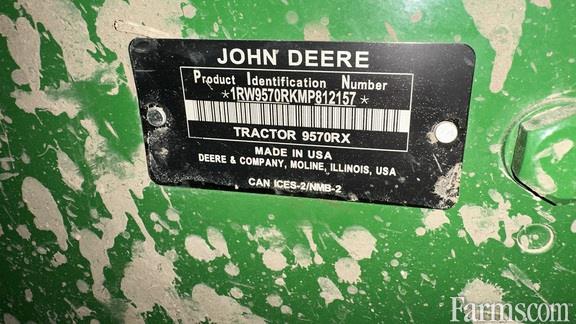 JOHN DEERE
Product Identification Number
*1RW9570RKMP812157*
TRACTOR 9570RX
MADE IN USA
DEERE & COMPANY, MOLINE, ILLINOIS, USA
CAN ICES-2/NMB-2
Farms.com